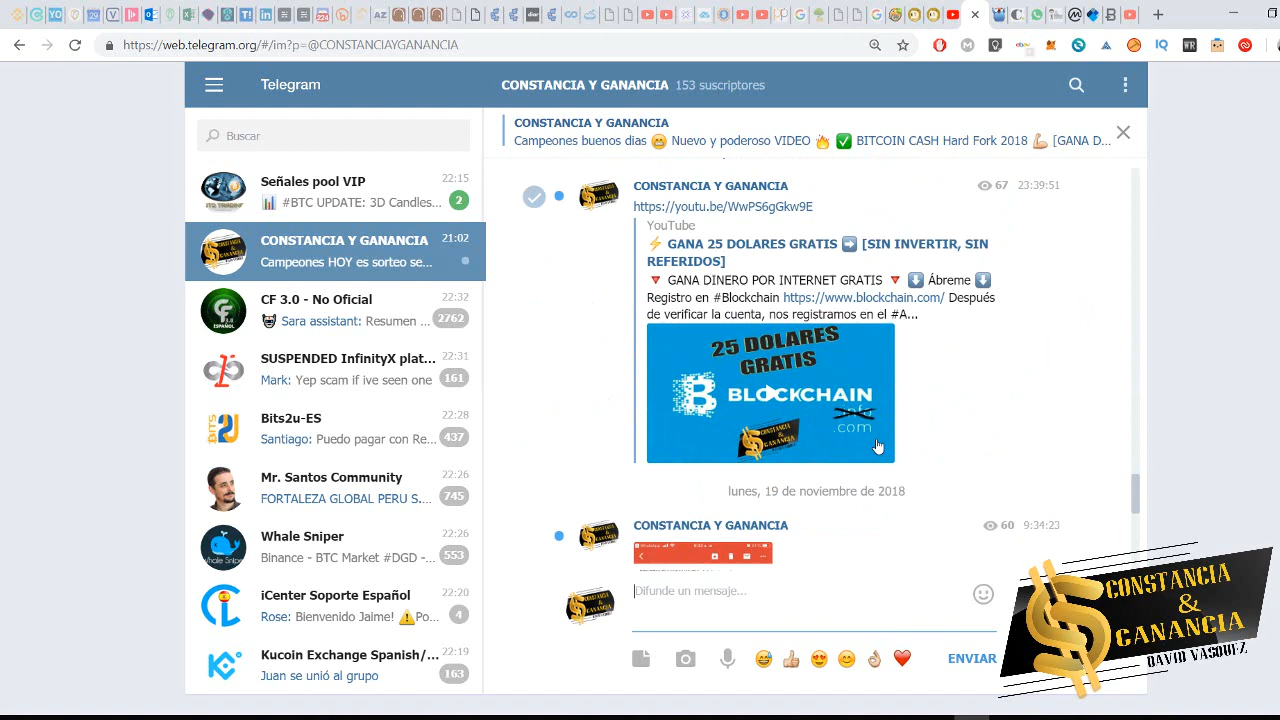 https://web.telegram.org/#/im?p=@CONSTANCIAYGANANCIA
Telegram
CONSTANCIA Y GANANCIA 153 suscriptores
Buscar
CONSTANCIA Y GANANCIA
Campeones buenos dias 😁 Nuevo y poderoso VIDEO 🔥 ✅ BITCOIN CASH Hard Fork 2018 💪 [GANA D...
Señales pool VIP 22:15
📊 #BTC UPDATE: 3D Candles... 2
CONSTANCIA Y GANANCIA 21:02
Campeones HOY es sorteo se...
CF 3.0 - No Oficial 22:32
Sara assistant: Resumen ... 2762
SUSPENDED InfinityX plat... 22:31
Mark: Yep scam if ive seen one 161
Bits2u-ES 22:28
Santiago: Puedo pagar con Re... 437
Mr. Santos Community 22:26
FORTALEZA GLOBAL PERU S.... 745
Whale Sniper 22:26
Binance - BTC Market #DGD -... 553
iCenter Soporte Español 22:20
Rose: Bienvenido Jaime! ⚠Po... 4
Kucoin Exchange Spanish/... 22:19
Juan se unió al grupo 163
CONSTANCIA Y GANANCIA 67 23:39:51
https://youtu.be/WwPS6gGkw9E
YouTube
⚡ GANA 25 DOLARES GRATIS ➡ [SIN INVERTIR, SIN
REFERIDOS]
🔻 GANA DINERO POR INTERNET GRATIS 🔻 ⬇ Ábreme ⬇
Registro en #Blockchain https://www.blockchain.com/ Después
de verificar la cuenta, nos registramos en el #A...
25 DOLARES
GRATIS
BLOCKCHAIN
.info
.com
CONSTANCIA
&
GANANCIA
lunes, 19 de noviembre de 2018
CONSTANCIA Y GANANCIA 60 9:34:23
Difunde un mensaje...
ENVIAR
CONSTANCIA
&
GANANCIA
DAVID VASQUEZ